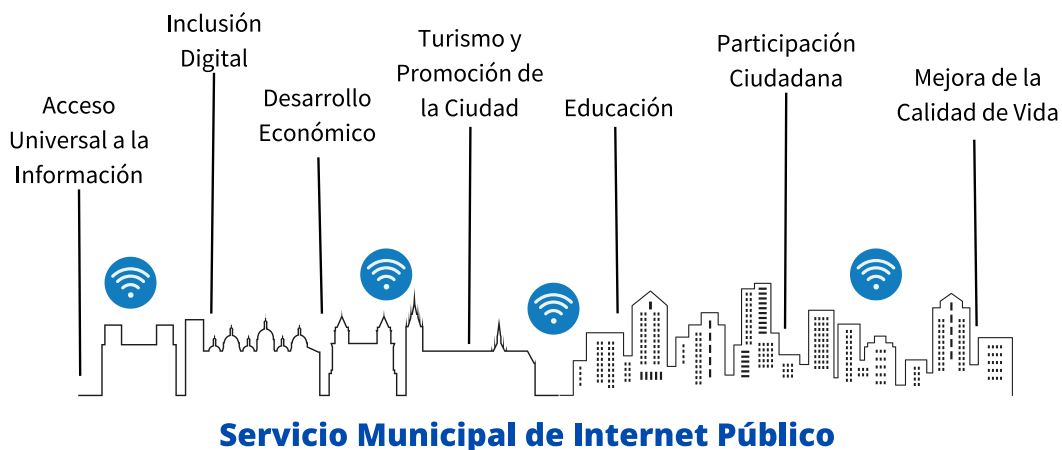 Acceso
Universal a la
Información
Inclusión
Digital
Desarrollo
Económico
Turismo y
Promoción de
la Ciudad
Educación
Participación
Ciudadana
Mejora de la
Calidad de Vida
Servicio Municipal de Internet Público